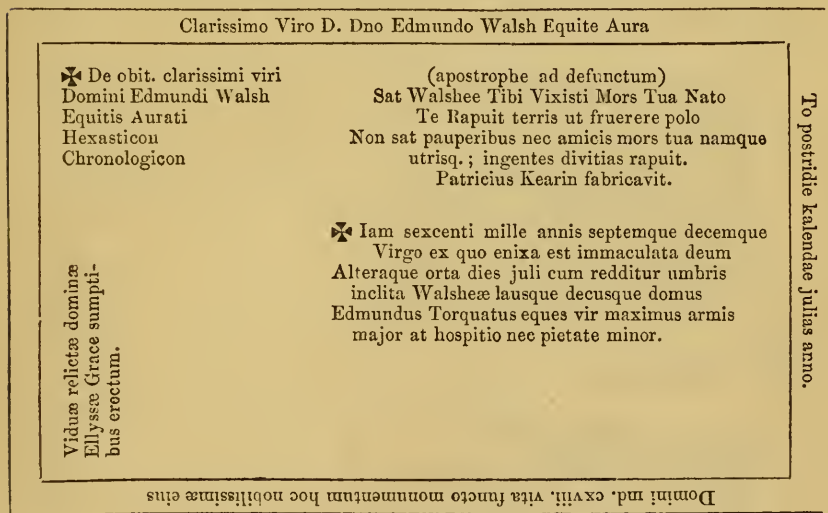 Clarissimo Viro D. Dno Edmundo Walsh Equite Aura
To postridie kalendae julias anno.
Domini md. cxviii. vita functo monumentum hoc nobilissimæ eius
Viduæ relictæ dominæ
Ellyssæ Grace sumpti-
bus eroctum.
✠ De obit. clarissimi viri
Domini Edmundi Walsh
Equitis Aurati
Hexasticon
Chronologicon
(apostrophe ad defunctum)
Sat Walshee Tibi Vixisti Mors Tua Nato
Te Rapuit terris ut fruerere polo
Non sat pauperibus nec amicis mors tua namque
utrisq. ; ingentes divitias rapuit.
Patricius Kearin fabricavit.
✠ Iam sexcenti mille annis septemque decemque
Virgo ex quo enixa est immaculata deum
Alteraque orta dies juli cum redditur umbris
inclita Walsheæ lausque decusque domus
Edmundus Torquatus eques vir maximus armis
major at hospitio nec pietate minor.